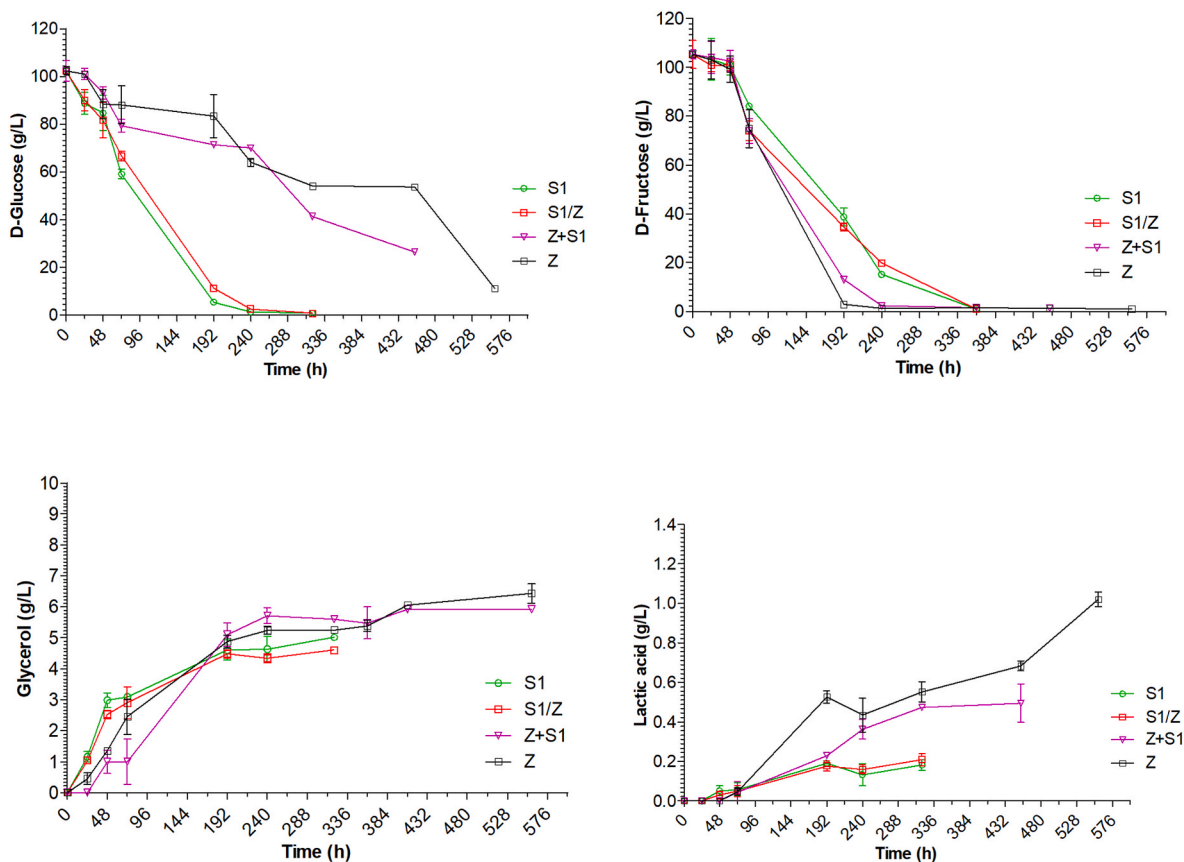 D-Glucose (g/L)
120
100
80
60
40
20
0
0 48 96 144 192 240 288 336 384 432 480 528 576
Time (h)
S1
S1/Z
Z+S1
Z
D-Fructose (g/L)
120
100
80
60
40
20
0
0 48 96 144 192 240 288 336 384 432 480 528 576
Time (h)
S1
S1/Z
Z+S1
Z
Glycerol (g/L)
10
9
8
7
6
5
4
3
2
1
0
0 48 96 144 192 240 288 336 384 432 480 528 576
Time (h)
S1
S1/Z
Z+S1
Z
Lactic acid (g/L)
1.4
1.2
1.0
0.8
0.6
0.4
0.2
0.0
0 48 96 144 192 240 288 336 384 432 480 528 576
Time (h)
S1
S1/Z
Z+S1
Z